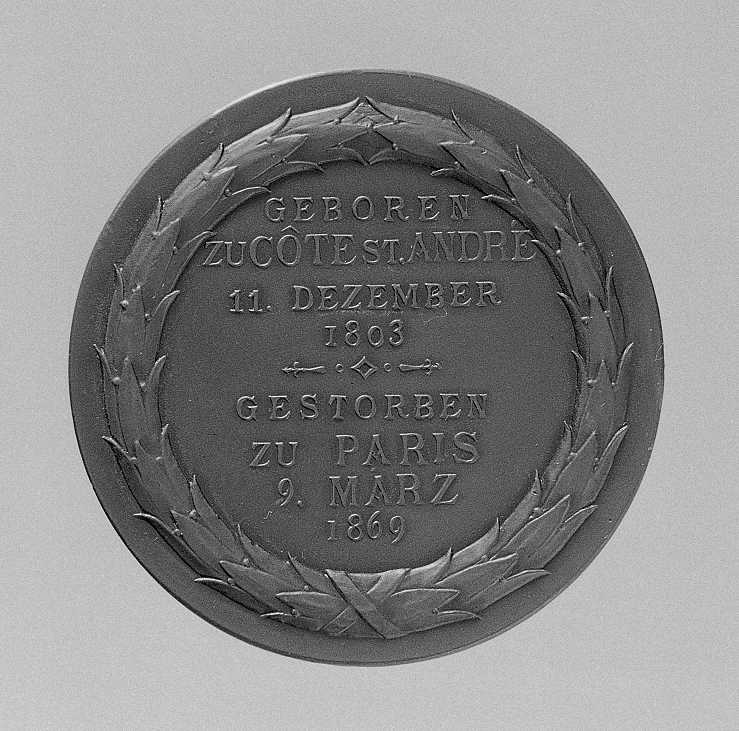 GEBOREN
ZU CÔTE ST. ANDRÉ
11. DEZEMBER
1803
GESTORBEN
ZU PARIS
9. MÄRZ
1869